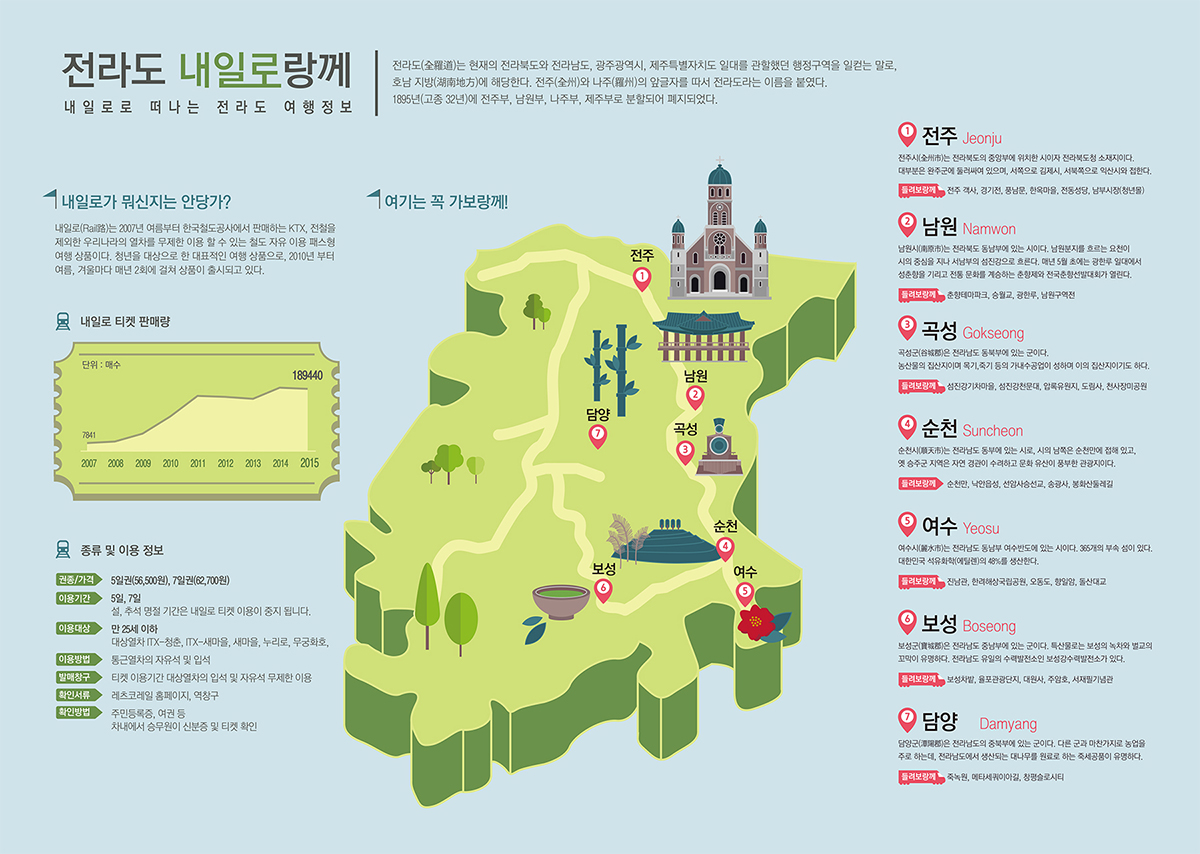 전라도 내일로랑께
내일로로 떠나는 전라도 여행정보
전라도(全羅道)는 현재의 전라북도와 전라남도, 광주광역시, 제주특별자치도 일대를 관할했던 행정구역을 일컫는 말로,
호남 지방(湖南地方)에 해당한다. 전주(全州)와 나주(羅州)의 앞글자를 따서 전라도라는 이름을 붙였다.
1895년(고종 32년)에 전주부, 남원부, 나주부, 제주부로 분할되어 폐지되었다.
내일로가 뭐신지는 안당가?
내일로(Rail路)는 2007년 여름부터 한국철도공사에서 판매하는 KTX, 전철을
제외한 우리나라의 열차를 무제한 이용 할 수 있는 철도 자유 이용 패스형
여행 상품이다. 청년을 대상으로 한 대표적인 여행 상품으로, 2010년 부터
여름, 겨울마다 매년 2회에 걸쳐 상품이 출시되고 있다.
내일로 티켓 판매량
단위 : 매수
189440
7841
2007 2008 2009 2010 2011 2012 2013 2014 2015
종류 및 이용 정보
권종/가격 5일권(56,500원), 7일권(62,700원)
이용기간 5일, 7일
설, 추석 명절 기간은 내일로 티켓 이용이 중지 됩니다.
이용대상 만 25세 이하
대상열차 ITX-청춘, ITX-새마을, 새마을, 누리로, 무궁화호,
이용방법 통근열차의 자유석 및 입석
발매창구 티켓 이용기간 대상열차의 입석 및 자유석 무제한 이용
확인서류 레츠코레일 홈페이지, 역창구
확인방법 주민등록증, 여권 등
차내에서 승무원이 신분증 및 티켓 확인
여기는 꼭 가보랑께!
전주
1
남원
2
담양
7
곡성
3
순천
4
보성
6
여수
5
1 전주 Jeonju
전주시(全州市)는 전라북도의 중앙부에 위치한 시이자 전라북도청 소재지이다.
대부분은 완주군에 둘러싸여 있으며, 서쪽으로 김제시, 서북쪽으로 익산시와 접한다.
들려보랑께 전주 객사, 경기전, 풍남문, 한옥마을, 전동성당, 남부시장(청년몰)
2 남원 Namwon
남원시(南原市)는 전라북도 동남부에 있는 시이다. 남원분지를 흐르는 요천이
시의 중심을 지나 서남부의 섬진강으로 흐른다. 매년 5월 초에는 광한루 일대에서
성춘향을 기리고 전통 문화를 계승하는 춘향제와 전국춘향선발대회가 열린다.
들려보랑께 춘향테마파크, 승월교, 광한루, 남원구역전
3 곡성 Gokseong
곡성군(谷城郡)은 전라남도 동북부에 있는 군이다.
농산물의 집산지이며 목기,죽기 등의 가내수공업이 성하며 이의 집산지이기도 하다.
들려보랑께 섬진강기차마을, 섬진강천문대, 압록유원지, 도림사, 천사장미공원
4 순천 Suncheon
순천시(順天市)는 전라남도 동부에 있는 시로, 시의 남쪽은 순천만에 접해 있고,
옛 승주군 지역은 자연 경관이 수려하고 문화 유산이 풍부한 관광지이다.
들려보랑께 순천만, 낙안읍성, 선암사승선교, 송광사, 봉화산둘레길
5 여수 Yeosu
여수시(麗水市)는 전라남도 동남부 여수반도에 있는 시이다. 365개의 부속 섬이 있다.
대한민국 석유화학(에틸렌)의 48%를 생산한다.
들려보랑께 진남관, 한려해상국립공원, 오동도, 향일암, 돌산대교
6 보성 Boseong
보성군(寶城郡)은 전라남도 중남부에 있는 군이다. 특산물로는 보성의 녹차와 벌교의
꼬막이 유명하다. 전라남도 유일의 수력발전소인 보성강수력발전소가 있다.
들려보랑께 보성차밭, 율포관광단지, 대원사, 주암호, 서재필기념관
7 담양 Damyang
담양군(潭陽郡)은 전라남도의 중북부에 있는 군이다. 다른 군과 마찬가지로 농업을
주로 하는데, 전라남도에서 생산되는 대나무를 원료로 하는 죽세공품이 유명하다.
들려보랑께 죽녹원, 메타세쿼이아길, 창평슬로시티